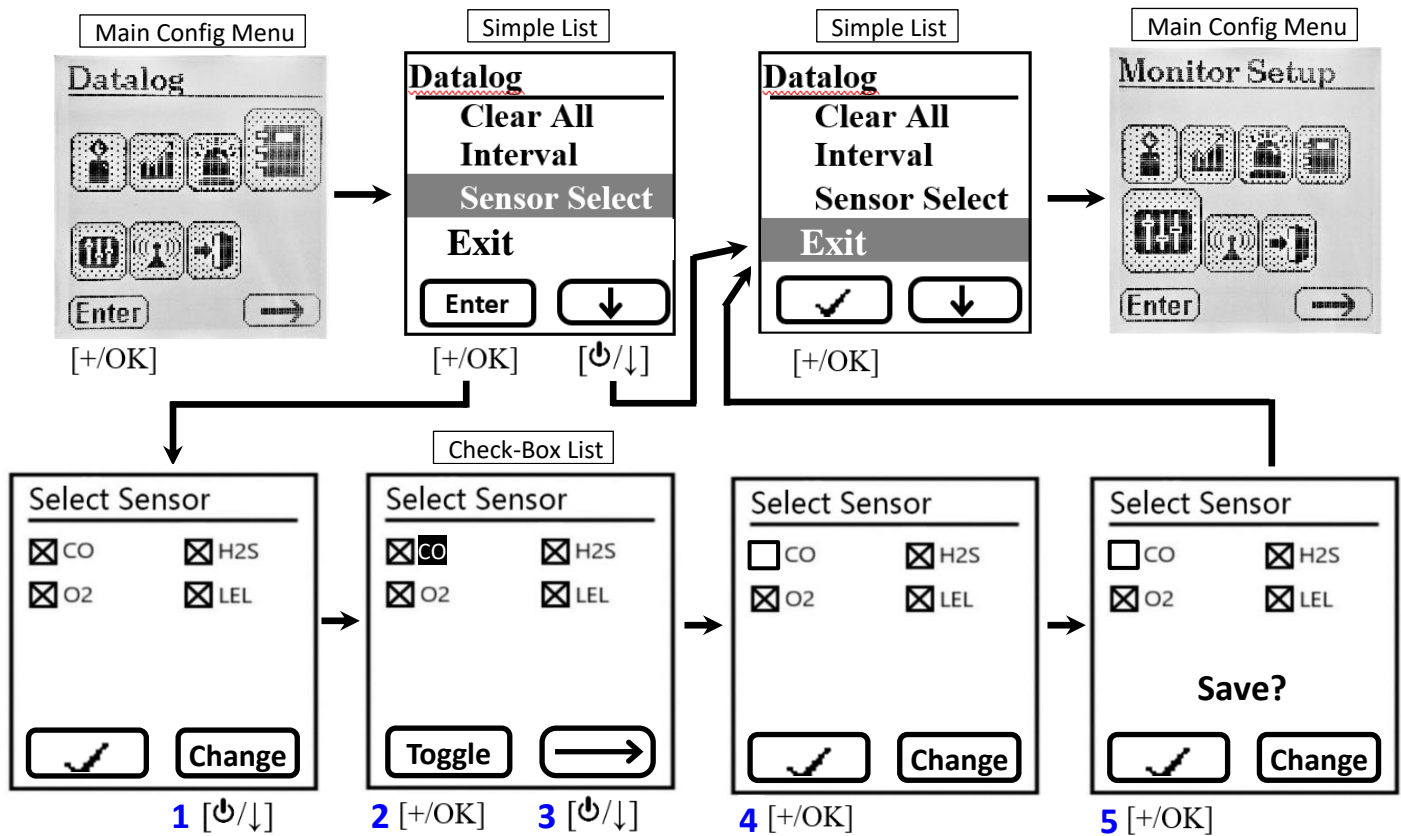 Main Config Menu
Datalog
Enter
[+/OK]
Simple List
Datalog
Clear All
Interval
Sensor Select
Exit
Enter ↓
[+/OK] [⏻/↓]
Simple List
Datalog
Clear All
Interval
Sensor Select
Exit
✓ ↓
[+/OK]
Main Config Menu
Monitor Setup
Enter
Check-Box List
Select Sensor
☒ CO ☒ H2S
☒ O2 ☒ LEL
✓ Change
1 [⏻/↓]
Select Sensor
☒ CO ☒ H2S
☒ O2 ☒ LEL
Toggle →
2 [+/OK] 3 [⏻/↓]
Select Sensor
☐ CO ☒ H2S
☒ O2 ☒ LEL
✓ Change
4 [+/OK]
Select Sensor
☐ CO ☒ H2S
☒ O2 ☒ LEL
Save?
✓ Change
5 [+/OK]